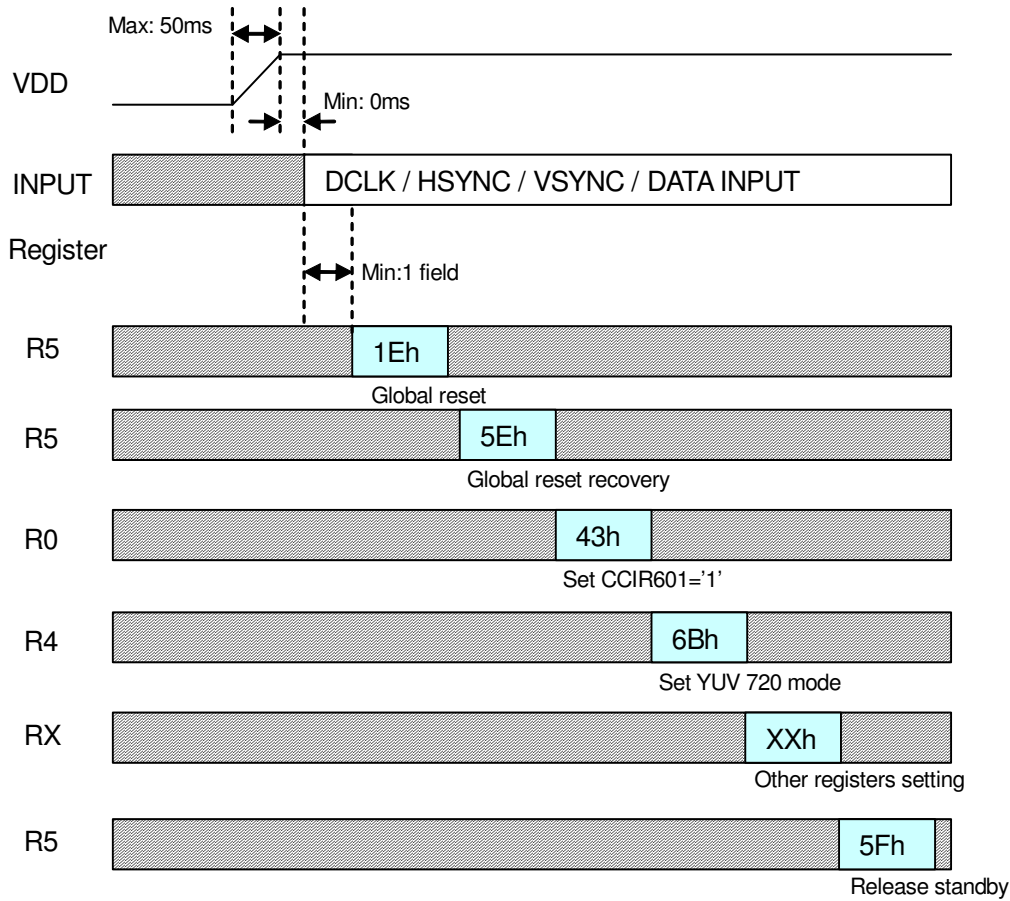 Max: 50ms
VDD
Min: 0ms
INPUT
DCLK / HSYNC / VSYNC / DATA INPUT
Register
Min:1 field
R5
1Eh
Global reset
R5
5Eh
Global reset recovery
R0
43h
Set CCIR601='1’
R4
6Bh
Set YUV 720 mode
RX
XXh
Other registers setting
R5
5Fh
Release standby